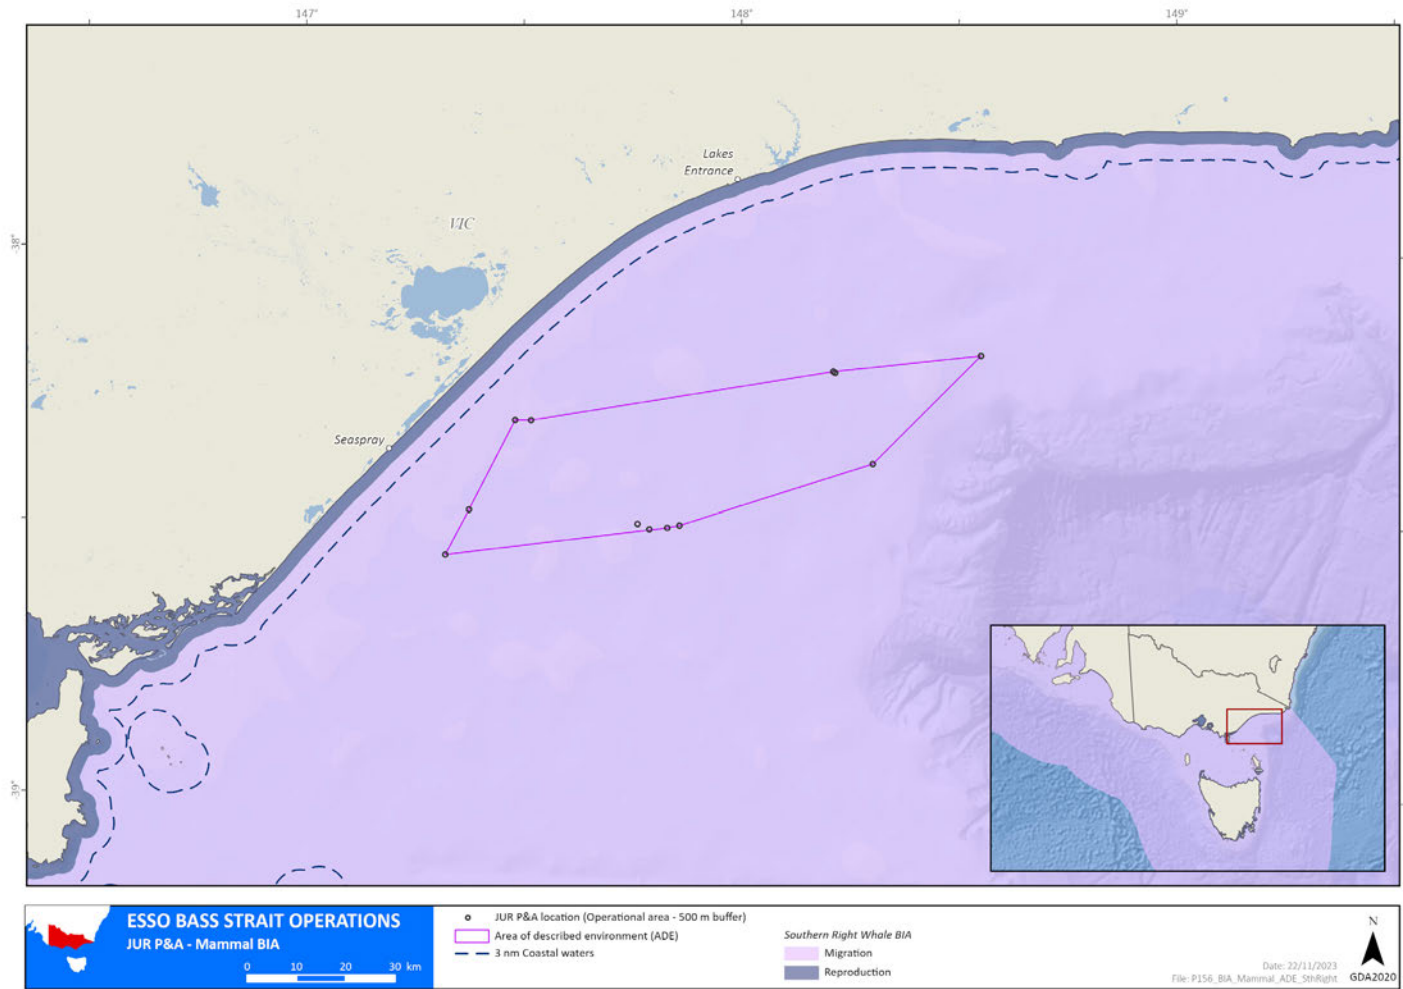 147°
148°
149°
-38°
-39°
Lakes
Entrance
VIC
Seaspray
ESSO BASS STRAIT OPERATIONS
JUR P&A - Mammal BIA
0 10 20 30 km
JUR P&A location (Operational area - 500 m buffer)
Area of described environment (ADE)
3 nm Coastal waters
Southern Right Whale BIA
Migration
Reproduction
N
GDA2020
Date: 22/11/2023
File: P156_BIA_Mammal_ADE_SthRight